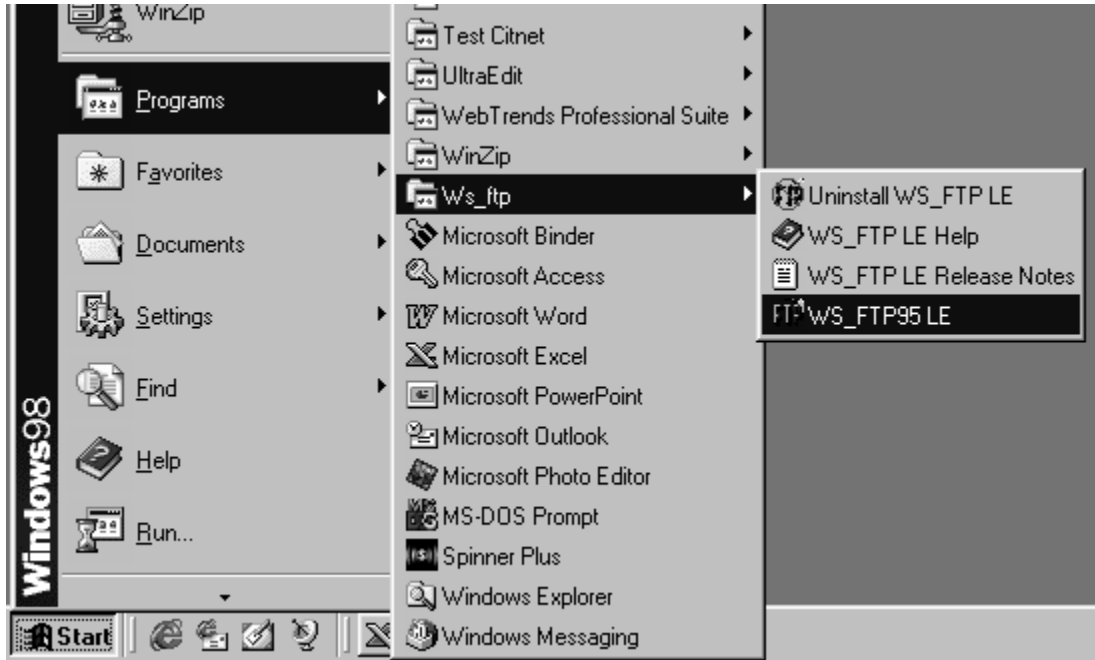 WinZip
Programs
Favorites
Documents
Settings
Find
Help
Run...
Windows98
Start
Test Citnet
UltraEdit
WebTrends Professional Suite
WinZip
Ws_ftp
Microsoft Binder
Microsoft Access
Microsoft Word
Microsoft Excel
Microsoft PowerPoint
Microsoft Outlook
Microsoft Photo Editor
MS-DOS Prompt
Spinner Plus
Windows Explorer
Windows Messaging
Uninstall WS_FTP LE
WS_FTP LE Help
WS_FTP LE Release Notes
WS_FTP95 LE